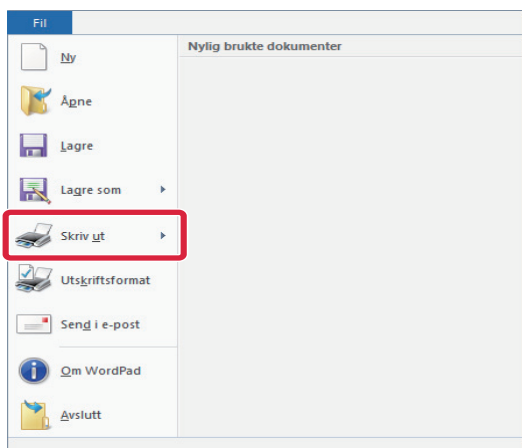 Fil
Nylig brukte dokumenter
Ny
Åpne
Lagre
Lagre som
Skriv ut
Utskriftsformat
Send i e-post
Om WordPad
Avslutt